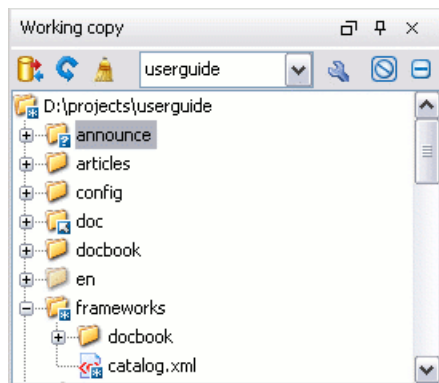 Working copy
userguide
D:\projects\userguide
announce
articles
config
doc
docbook
en
frameworks
docbook
catalog.xml